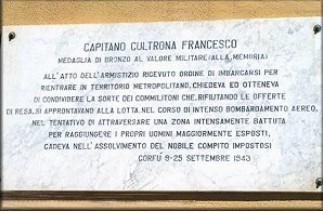 CAPITANO CULTRONA FRANCESCO
MEDAGLIA DI BRONZO AL VALORE MILITARE (ALLA MEMORIA)
ALL'ATTO DELL'ARMISTIZIO RICEVUTO ORDINE DI IMBARCARSI PER
RIENTRARE IN TERRITORIO METROPOLITANO, CHIEDEVA ED OTTENEVA
DI CONDIVIDERE LA SORTE DEI COMMILITONI CHE, RIFIUTANDO LE OFFERTE
DI RESA, SI APPRONTAVANO ALLA LOTTA. NEL CORSO DI INTENSO BOMBARDAMENTO AEREO,
NEL TENTATIVO DI ATTRAVERSARE UNA ZONA INTENSAMENTE BATTUTA
PER RAGGIUNGERE I PROPRI UOMINI MAGGIORMENTE ESPOSTI,
CADEVA NELL'ASSOLVIMENTO DEL NOBILE COMPITO IMPOSTOSI
CORFÙ 9-25 SETTEMBRE 1943